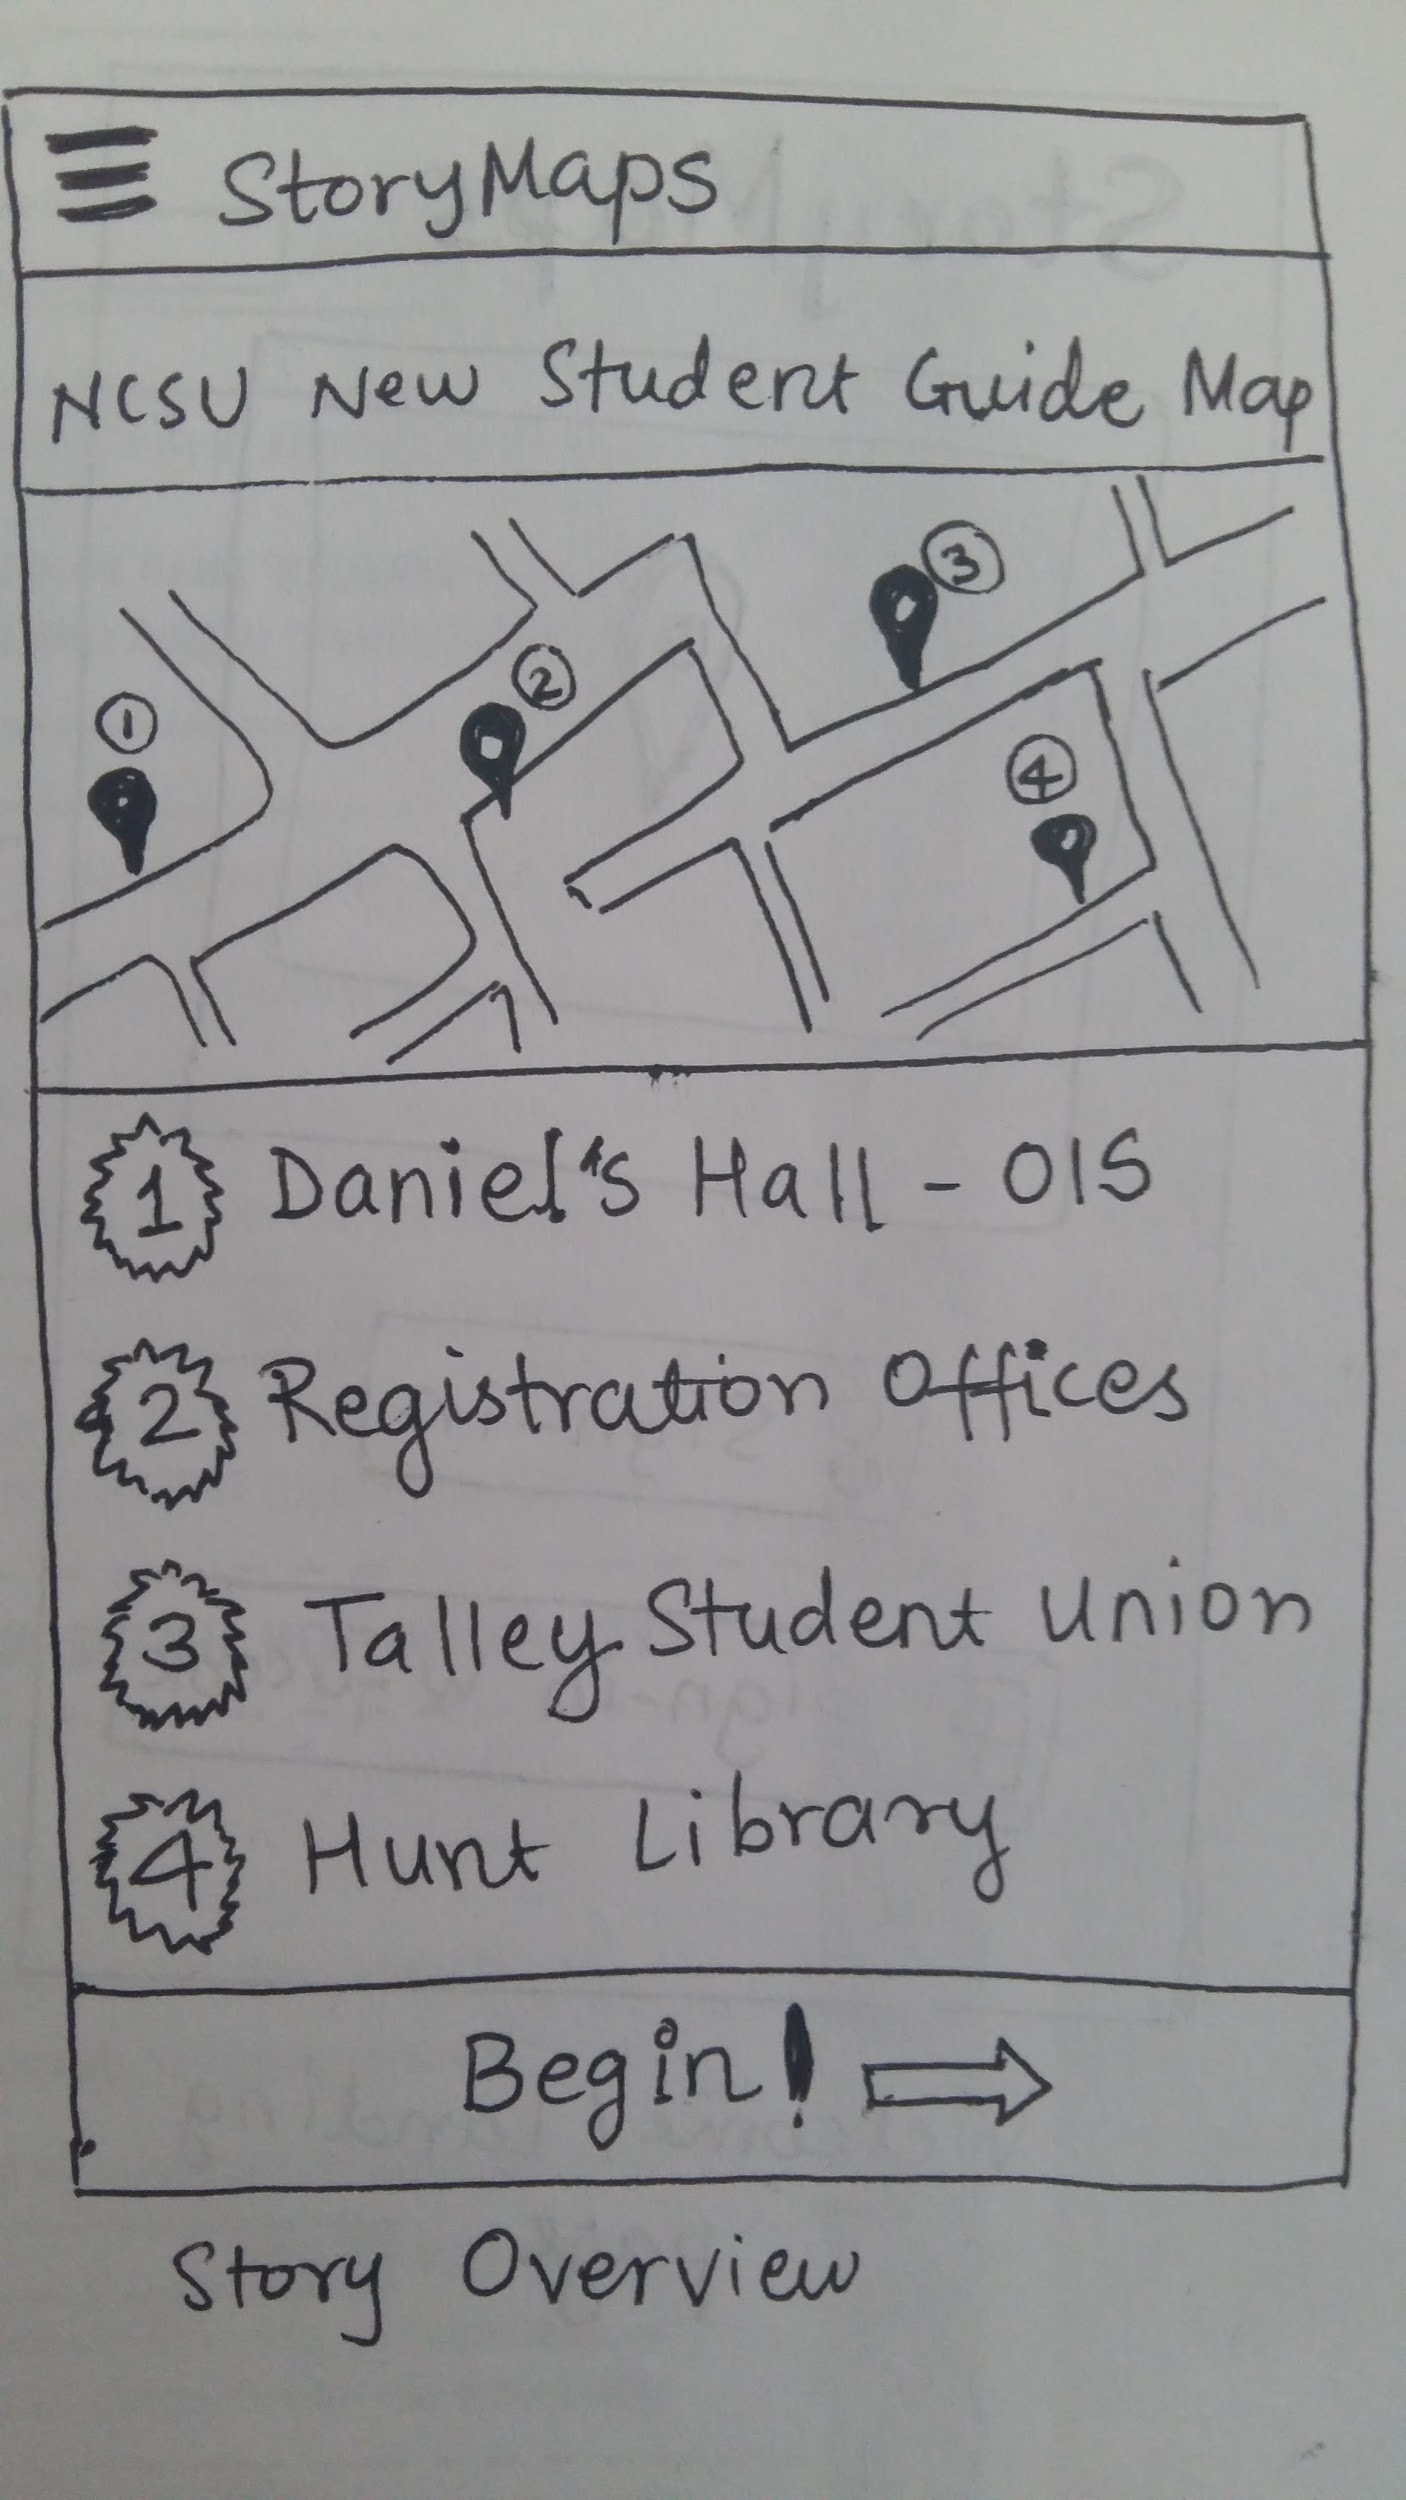 StoryMaps
NCSU New Student Guide Map
1
2
3
4
1 Daniel's Hall - OIS
2 Registration Offices
3 Talley Student Union
4 Hunt Library
Begin!
Story Overview